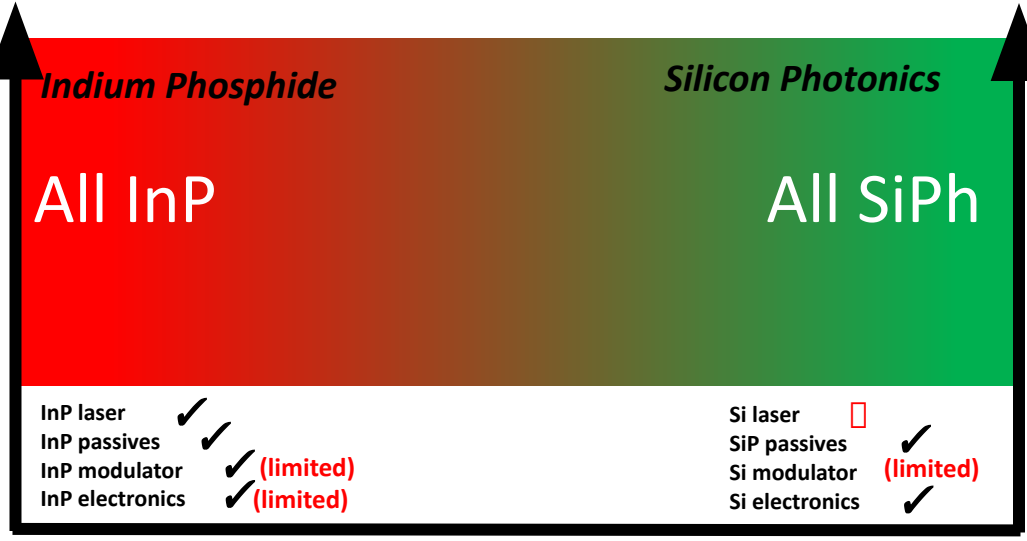 Indium Phosphide
Silicon Photonics
All InP
All SiPh
InP laser ✓
InP passives ✓
InP modulator ✓ (limited)
InP electronics ✓ (limited)
Si laser
SiP passives ✓
Si modulator (limited)
Si electronics ✓